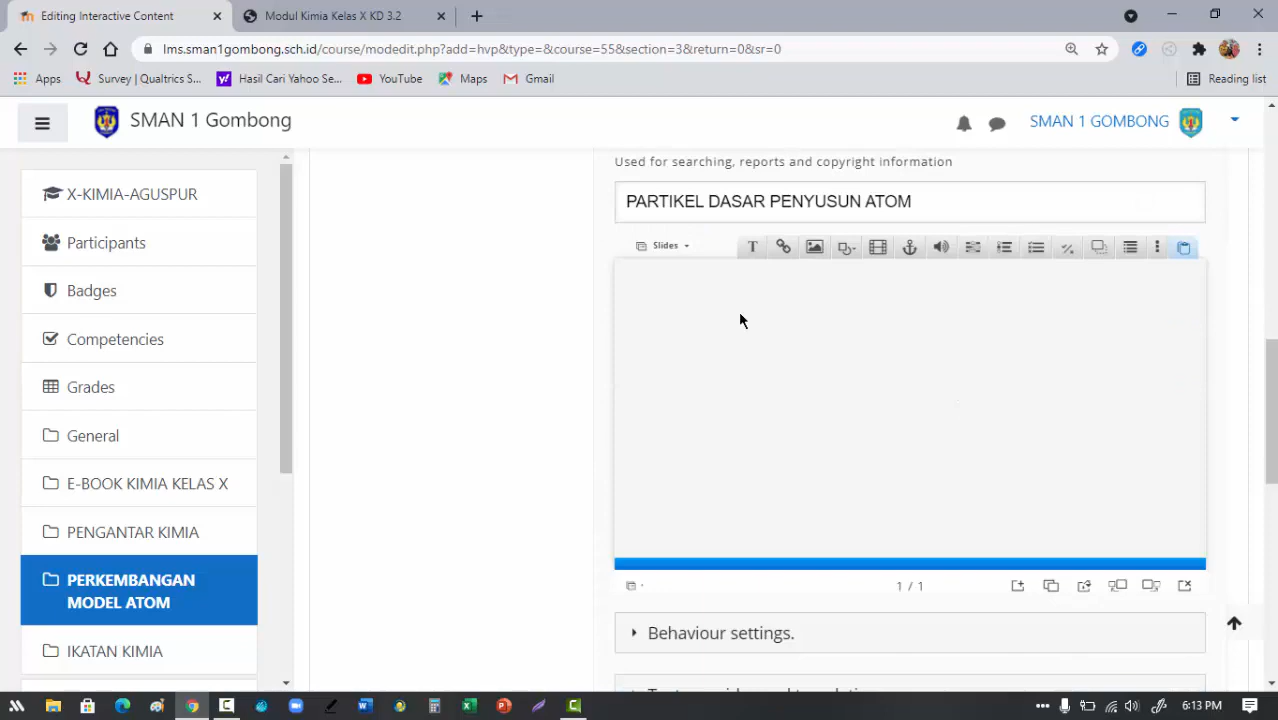 Editing Interactive Content
Modul Kimia Kelas X KD 3.2
lms.sman1gombong.sch.id/course/modedit.php?add=hvp&type=&course=55&section=3&return=0&sr=0
Apps
Survey | Qualtrics S...
Hasil Cari Yahoo Se...
YouTube
Maps
Gmail
Reading list
SMAN 1 Gombong
SMAN 1 GOMBONG
X-KIMIA-AGUSPUR
Participants
Badges
Competencies
Grades
General
E-BOOK KIMIA KELAS X
PENGANTAR KIMIA
PERKEMBANGAN
MODEL ATOM
IKATAN KIMIA
Used for searching, reports and copyright information
PARTIKEL DASAR PENYUSUN ATOM
Slides
1 / 1
Behaviour settings.
6:13 PM